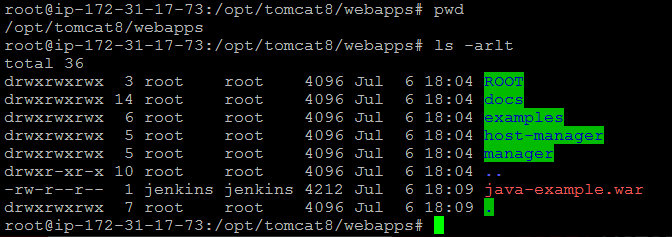 root@ip-172-31-17-73:/opt/tomcat8/webapps# pwd
/opt/tomcat8/webapps
root@ip-172-31-17-73:/opt/tomcat8/webapps# ls -arlt
total 36
drwxrwxrwx  3 root    root    4096 Jul  6 18:04 ROOT
drwxrwxrwx 14 root    root    4096 Jul  6 18:04 docs
drwxrwxrwx  6 root    root    4096 Jul  6 18:04 examples
drwxrwxrwx  5 root    root    4096 Jul  6 18:04 host-manager
drwxrwxrwx  5 root    root    4096 Jul  6 18:04 manager
drwxr-xr-x 10 root    root    4096 Jul  6 18:04 ..
-rw-r--r--  1 jenkins jenkins 4212 Jul  6 18:09 java-example.war
drwxrwxrwx  7 root    root    4096 Jul  6 18:09 .
root@ip-172-31-17-73:/opt/tomcat8/webapps#